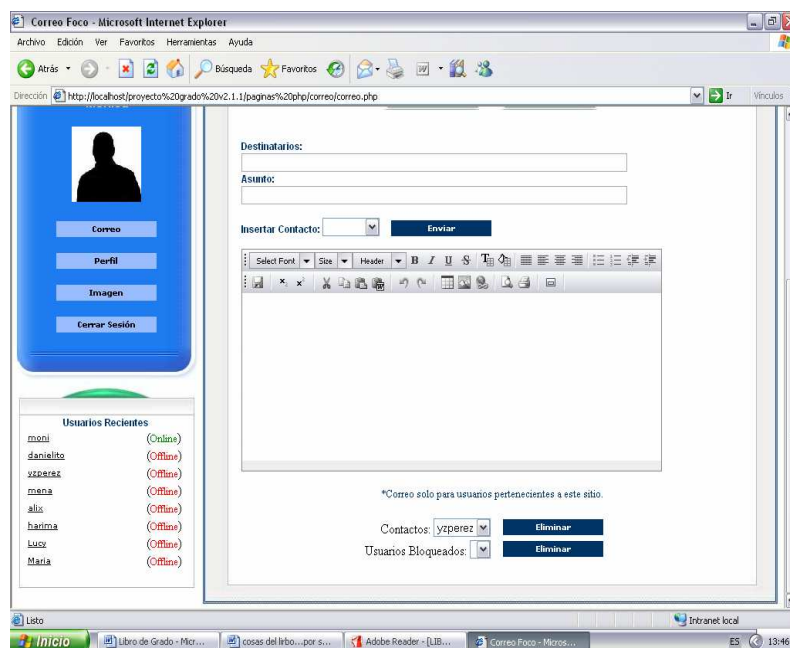 Correo Foco - Microsoft Internet Explorer
Archivo Edición Ver Favoritos Herramientas Ayuda
Atrás Búsqueda Favoritos
Dirección http://localhost/proyecto%20grado%20v2.1.1/paginas%20php/correo/correo.php Ir Vínculos
Correo
Perfil
Imagen
Cerrar Sesión
Usuarios Recientes
moni (Online)
danielito (Offline)
yzperez (Offline)
mena (Offline)
alix (Offline)
harima (Offline)
Lucy (Offline)
Maria (Offline)
Destinatarios:
Asunto:
Insertar Contacto: Enviar
Select Font Size Header B I U S
*Correo solo para usuarios pertenecientes a este sitio.
Contactos: yzperez Eliminar
Usuarios Bloqueados: Eliminar
Listo Intranet local
Inicio Libro de Grado - Micr... cosas del lirbo...por s... Adobe Reader - [LIB... Correo Foco - Micros... ES 13:46